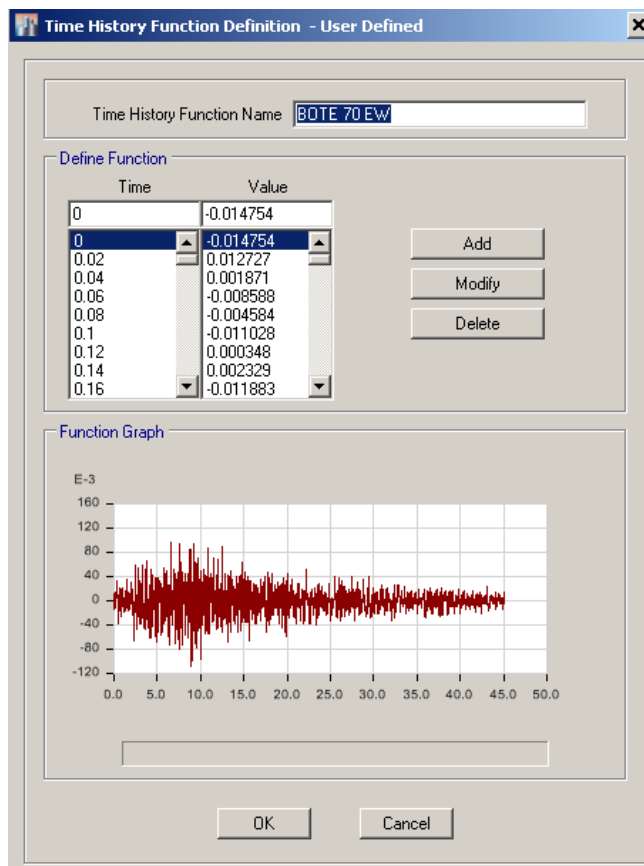 Time History Function Definition - User Defined
Time History Function Name BOTE 70 EW
Define Function
Time Value
0 -0.014754
0 -0.014754
0.02 0.012727
0.04 0.001871
0.06 -0.008588
0.08 -0.004584
0.1 -0.011028
0.12 0.000348
0.14 0.002329
0.16 -0.011883
Add
Modify
Delete
Function Graph
E-3
160
120
80
40
0
-40
-80
-120
0.0 5.0 10.0 15.0 20.0 25.0 30.0 35.0 40.0 45.0 50.0
OK Cancel